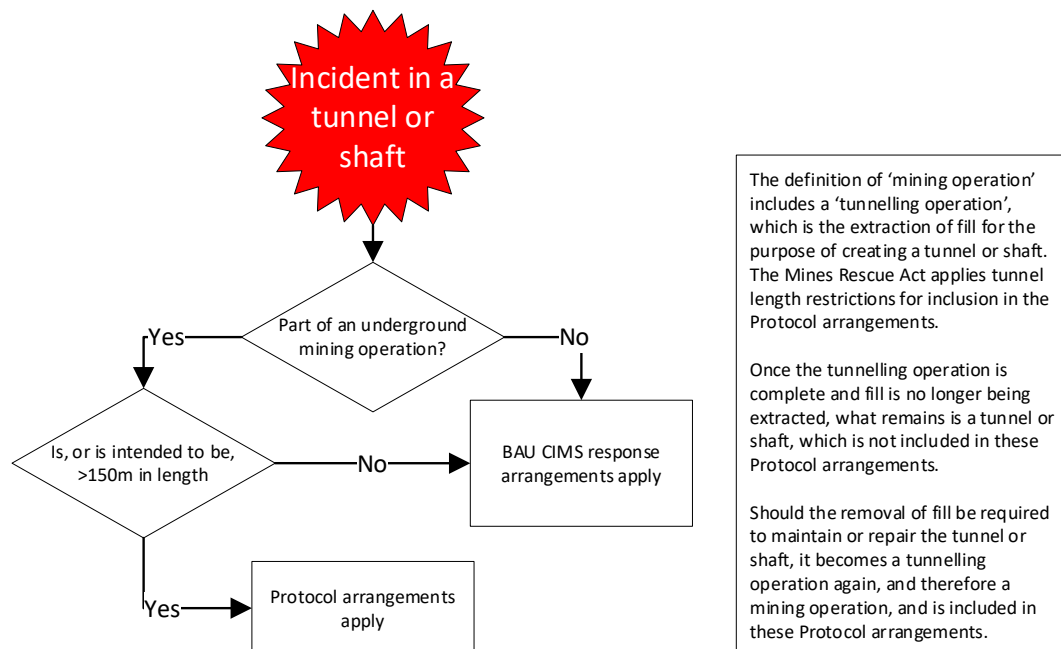 Incident in a
tunnel or
shaft
Part of an underground
mining operation?
Yes
No
Is, or is intended to be,
>150m in length
No
BAU CIMS response
arrangements apply
Yes
Protocol arrangements
apply
The definition of ‘mining operation’
includes a ‘tunnelling operation’,
which is the extraction of fill for the
purpose of creating a tunnel or shaft.
The Mines Rescue Act applies tunnel
length restrictions for inclusion in the
Protocol arrangements.
Once the tunnelling operation is
complete and fill is no longer being
extracted, what remains is a tunnel or
shaft, which is not included in these
Protocol arrangements.
Should the removal of fill be required
to maintain or repair the tunnel or
shaft, it becomes a tunnelling
operation again, and therefore a
mining operation, and is included in
these Protocol arrangements.